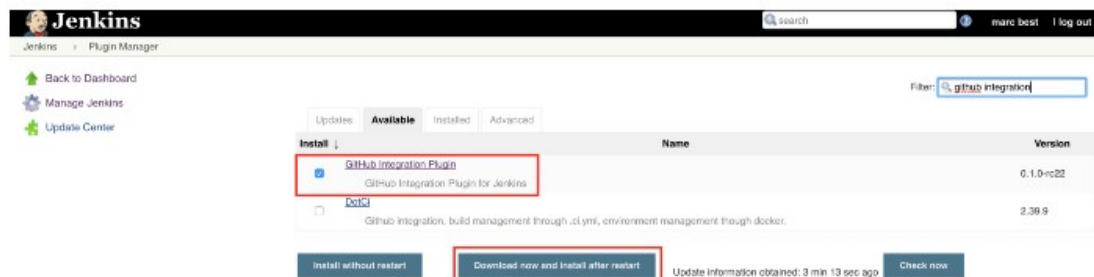 Jenkins
search
marc best
log out
Jenkins
Plugin Manager
Back to Dashboard
Manage Jenkins
Update Center
Filter:
github integration
Updates
Available
Installed
Advanced
Install ↓
Name
Version
GitHub Integration Plugin
GitHub Integration Plugin for Jenkins
0.1.0-rc22
DotCi
Github integration, build management through .ci.yml, environment management though docker.
2.39.9
Install without restart
Download now and install after restart
Update information obtained: 3 min 13 sec ago
Check now